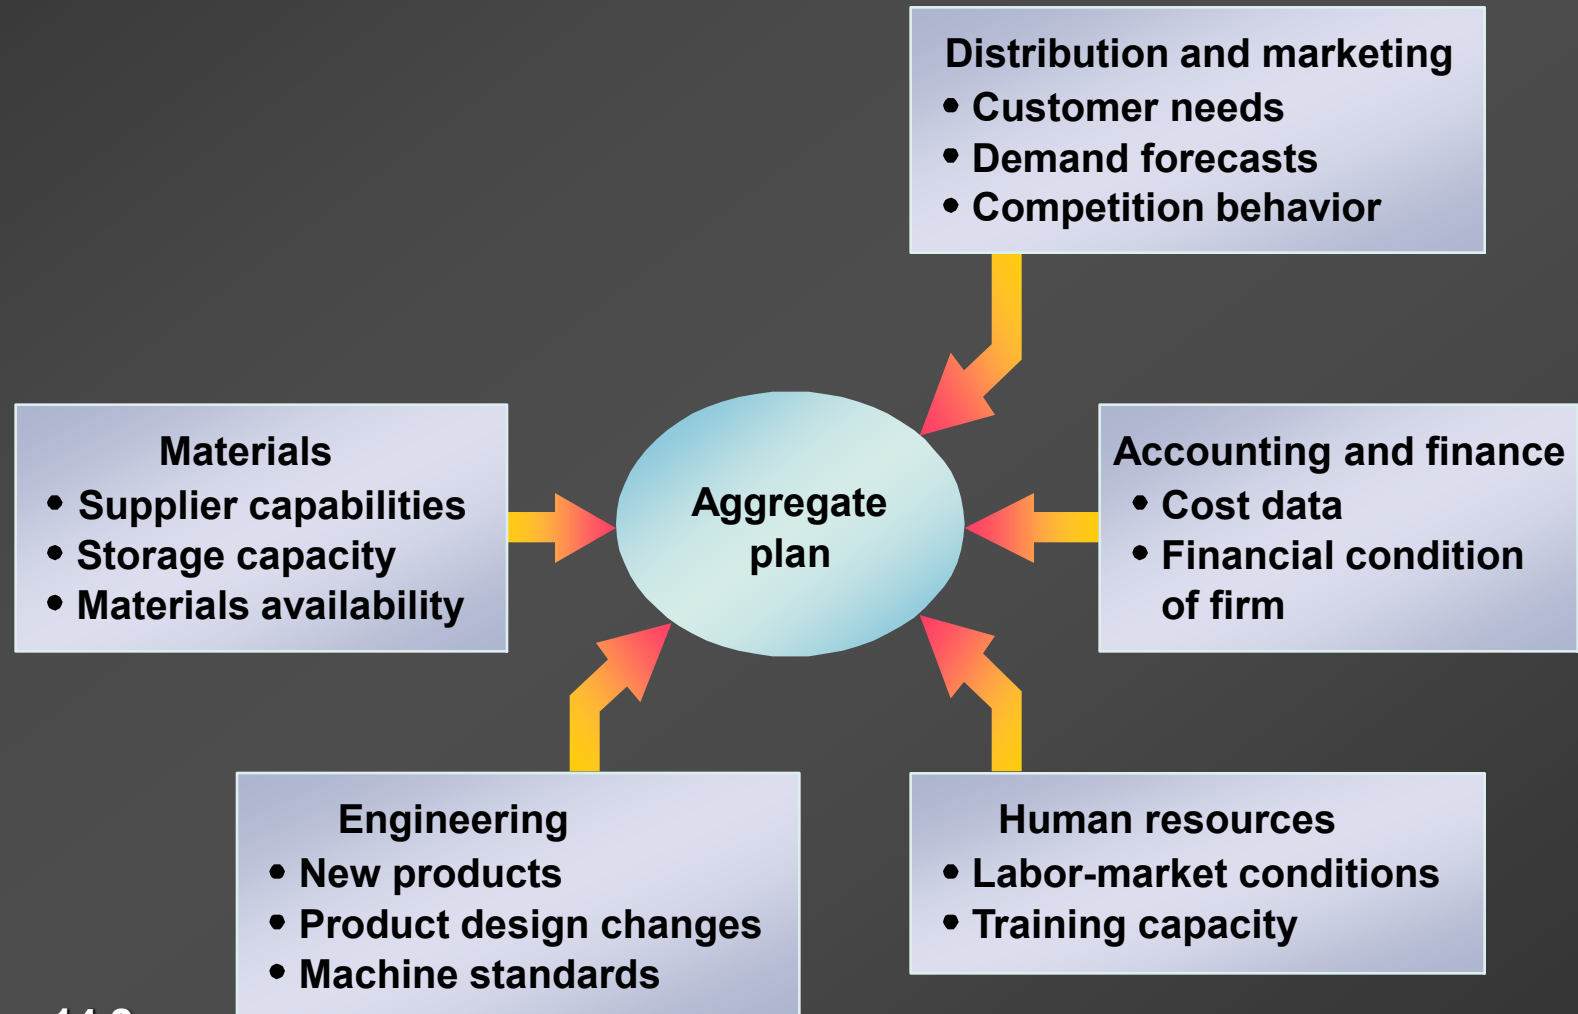 Distribution and marketing
• Customer needs
• Demand forecasts
• Competition behavior
Materials
• Supplier capabilities
• Storage capacity
• Materials availability
Aggregate
plan
Accounting and finance
• Cost data
• Financial condition
of firm
Engineering
• New products
• Product design changes
• Machine standards
Human resources
• Labor-market conditions
• Training capacity